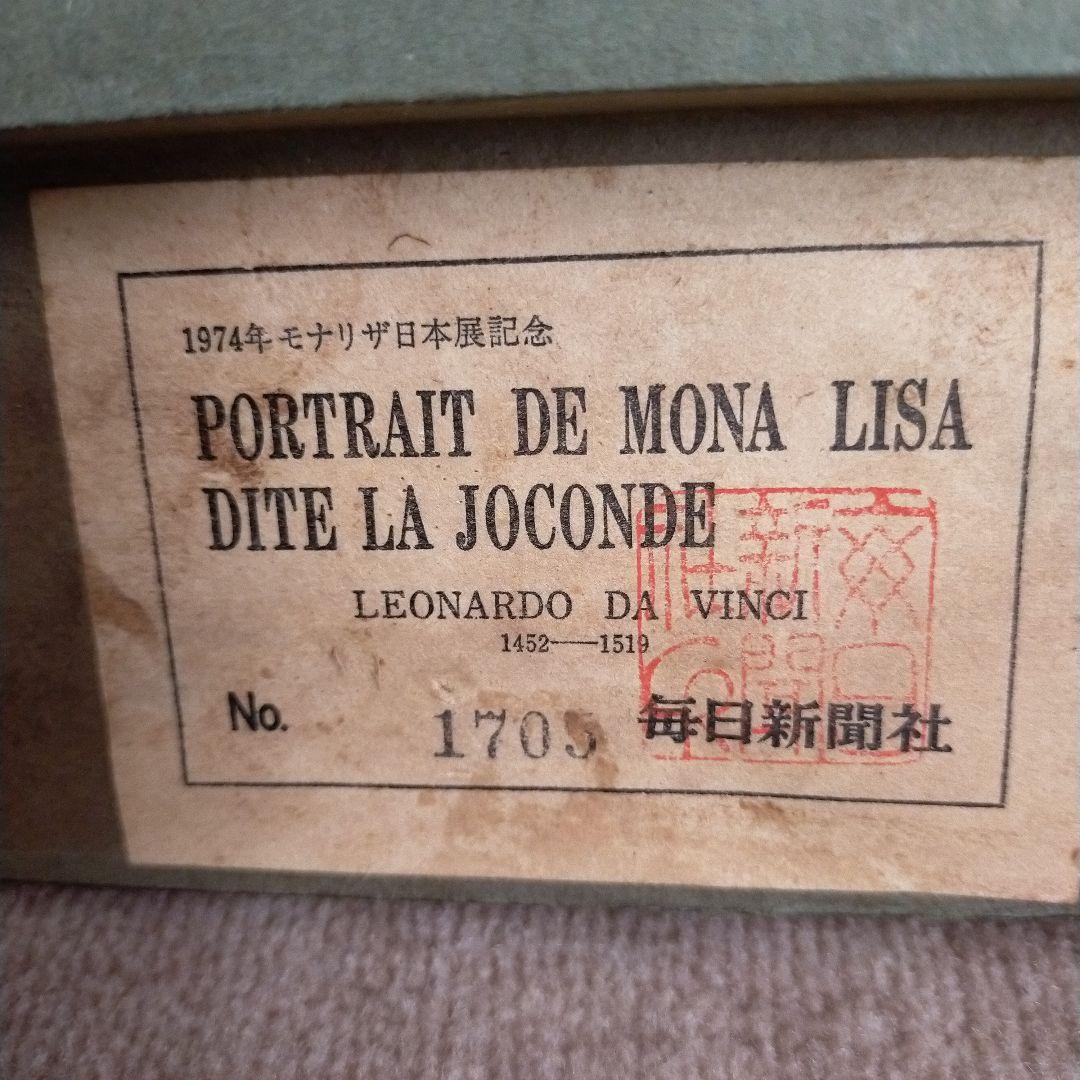 1974年 モナリザ日本展記念
PORTRAIT DE MONA LISA
DITE LA JOCONDE
LEONARDO DA VINCI
1452——1519
No. 1705 毎日新聞社